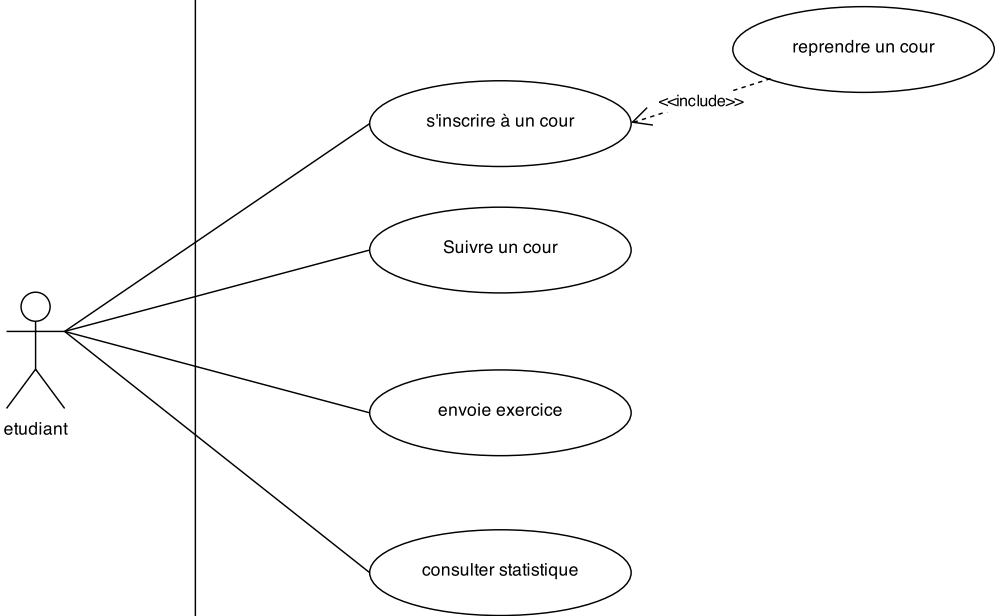 reprendre un cour
<<include>>
s'inscrire à un cour
Suivre un cour
envoie exercice
etudiant
consulter statistique